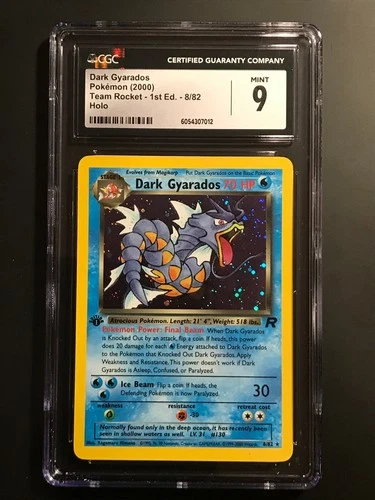 CGC
CERTIFIED GUARANTY COMPANY
Dark Gyarados
Pokémon (2000)
Team Rocket - 1st Ed. - 8/82
Holo
6054307012
MINT
9
STAGE 1
Evolves from Magikarp
Put Dark Gyarados on the Basic Pokémon
Dark Gyarados 70 HP
Atrocious Pokémon. Length: 21' 4", Weight: 518 lbs.
Pokémon Power: Final Beam When Dark Gyarados
is Knocked Out by an attack, flip a coin. If heads, this
power does 20 damage for each Energy attached to Dark Gyarados
to the Pokémon that Knocked Out Dark Gyarados. Apply
Weakness and Resistance. This power doesn't work if Dark
Gyarados is Asleep, Confused, or Paralyzed.
Ice Beam Flip a coin. If heads, the
Defending Pokémon is now Paralyzed.
30
weakness
resistance
retreat cost
-30
Normally found only in the deep ocean, it has recently been
seen in shallow waters as well. LV. 31 #130
8/82